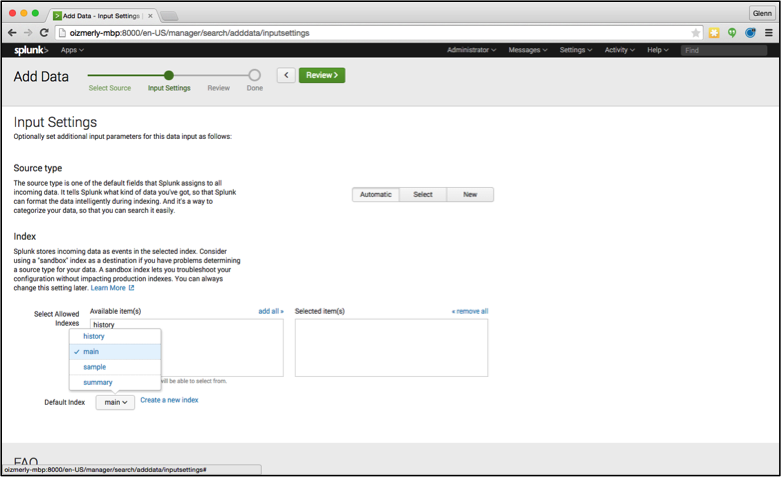 Add Data - Input Settings |
Glenn
oizmerly-mbp:8000/en-US/manager/search/adddata/inputsettings
splunk> Apps Administrator Messages Settings Activity Help Find
Add Data
Select Source Input Settings Review Done
< Review >
Input Settings
Optionally set additional input parameters for this data input as follows:
Source type
The source type is one of the default fields that Splunk assigns to all
incoming data. It tells Splunk what kind of data you've got, so that Splunk
can format the data intelligently during indexing. And it's a way to
categorize your data, so that you can search it easily.
Automatic Select New
Index
Splunk stores incoming data as events in the selected index. Consider
using a "sandbox" index as a destination if you have problems determining
a source type for your data. A sandbox index lets you troubleshoot your
configuration without impacting production indexes. You can always
change this setting later. Learn More
Select Allowed
Indexes
Available item(s) add all »
Selected item(s) « remove all
history
history
main
sample
summary
will be able to select from.
Default Index main Create a new index
FAQ
oizmerly-mbp:8000/en-US/manager/search/adddata/inputsettings#